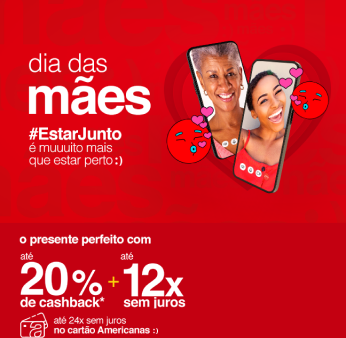 dia das
mães
#EstarJunto
é muuuito mais
que estar perto:)
o presente perfeito com
até
20% + até 12x
de cashback* sem juros
até 24x sem juros
no cartão Americanas :)